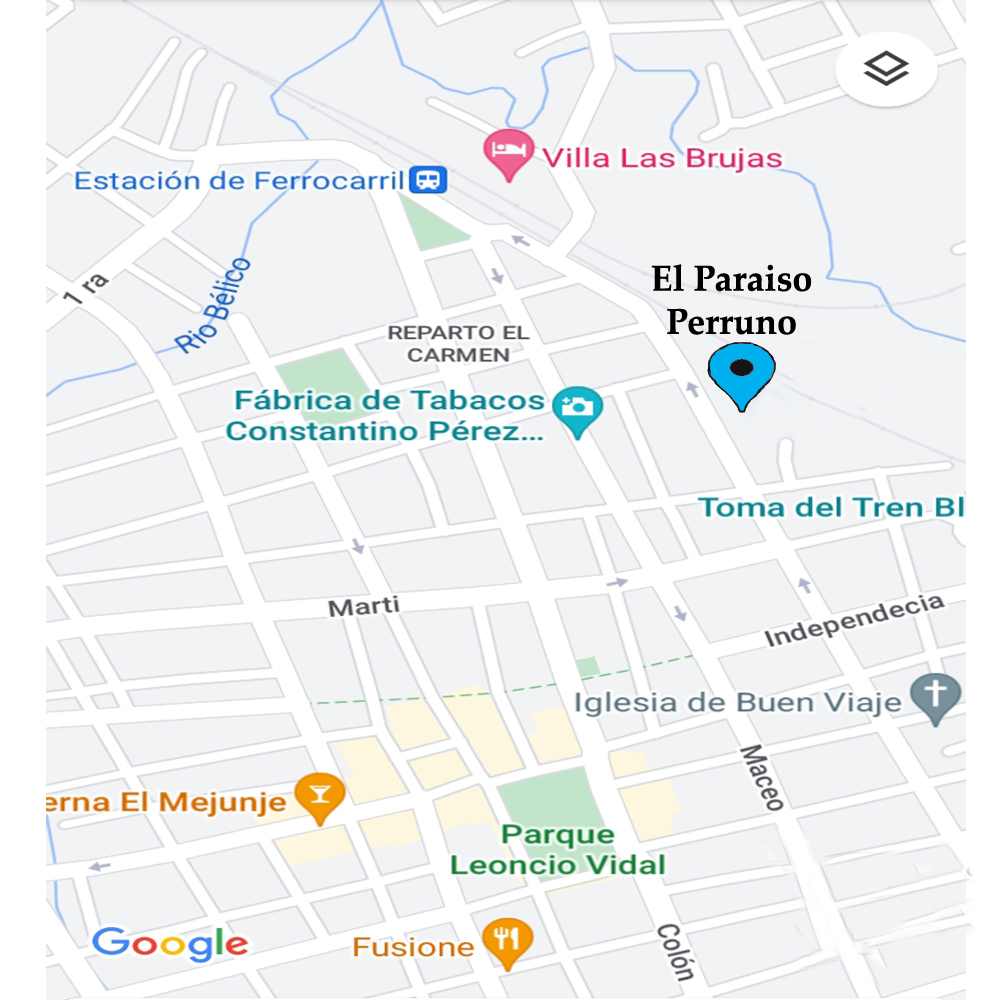 Villa Las Brujas
Estación de Ferrocarril
1 ra
Rio Bélico
El Paraiso
Perruno
REPARTO EL
CARMEN
Fábrica de Tabacos
Constantino Pérez...
Toma del Tren Bl
Marti
Independecia
Iglesia de Buen Viaje
Maceo
erna El Mejunje
Parque
Leoncio Vidal
Google
Fusione
Colón